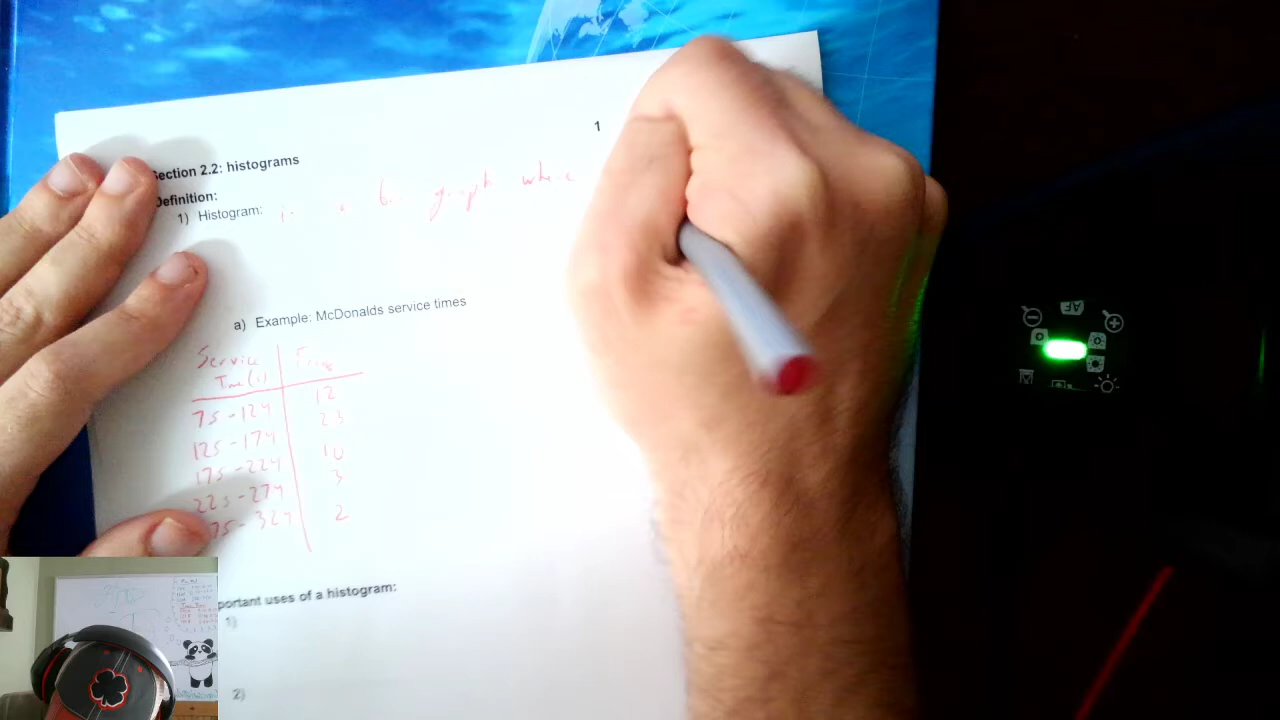 1
Section 2.2: histograms
Definition:
1) Histogram: is a bar graph where
a) Example: McDonalds service times
Service Time(s) Freq
75-124 12
125-174 23
175-224 10
225-274 3
75-324 2
portant uses of a histogram:
1)
2)
AF